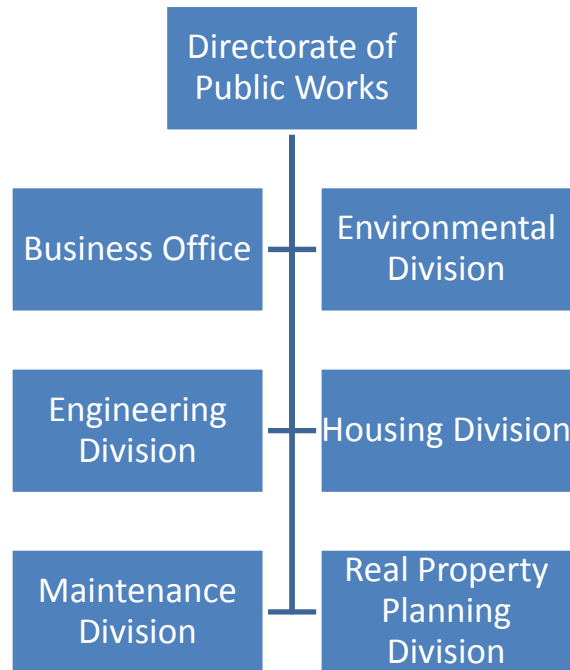 Directorate of
Public Works
Business Office
Environmental
Division
Engineering
Division
Housing Division
Maintenance
Division
Real Property
Planning
Division